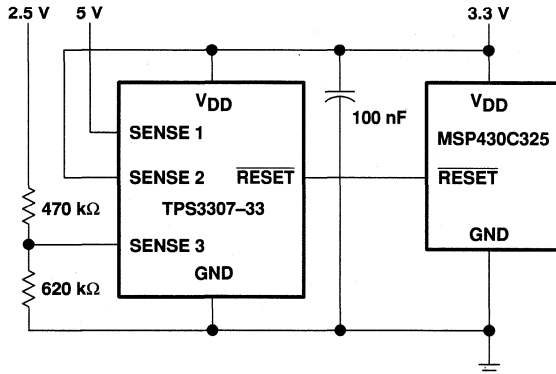 2.5 V 5 V 3.3 V
VDD VDD
100 nF
SENSE 1 MSP430C325
SENSE 2 RESET RESET
470 kΩ TPS3307–33
SENSE 3 GND
GND
620 kΩ